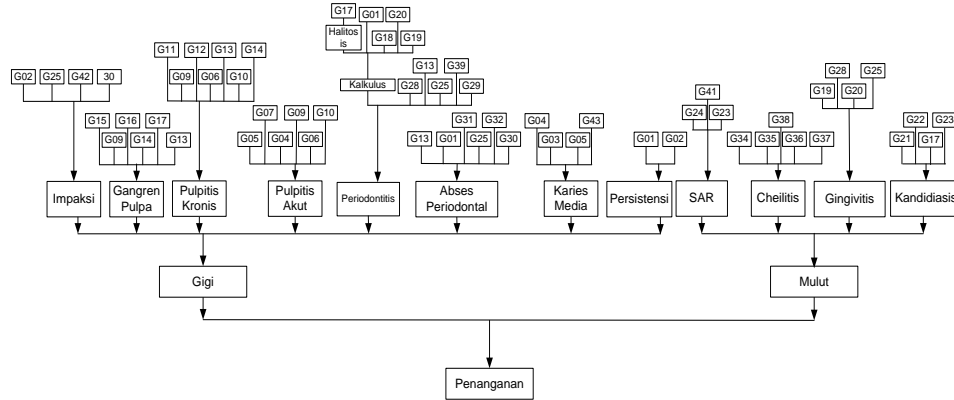 G17
G01
G20
Halitos
is
G18
G19
G11
G12
G13
G14
G09
G06
G10
G02
G25
G42
30
Kalkulus
G13
G39
G28
G25
G29
G15
G16
G17
G09
G14
G13
G07
G09
G10
G05
G04
G06
G31
G32
G13
G01
G25
G30
G04
G43
G03
G05
G01
G02
G41
G24
G23
G38
G34
G35
G36
G37
G28
G25
G19
G20
G22
G23
G21
G17
Impaksi
Gangren
Pulpa
Pulpitis
Kronis
Pulpitis
Akut
Periodontitis
Abses
Periodontal
Karies
Media
Persistensi
SAR
Cheilitis
Gingivitis
Kandidiasis
Gigi
Mulut
Penanganan